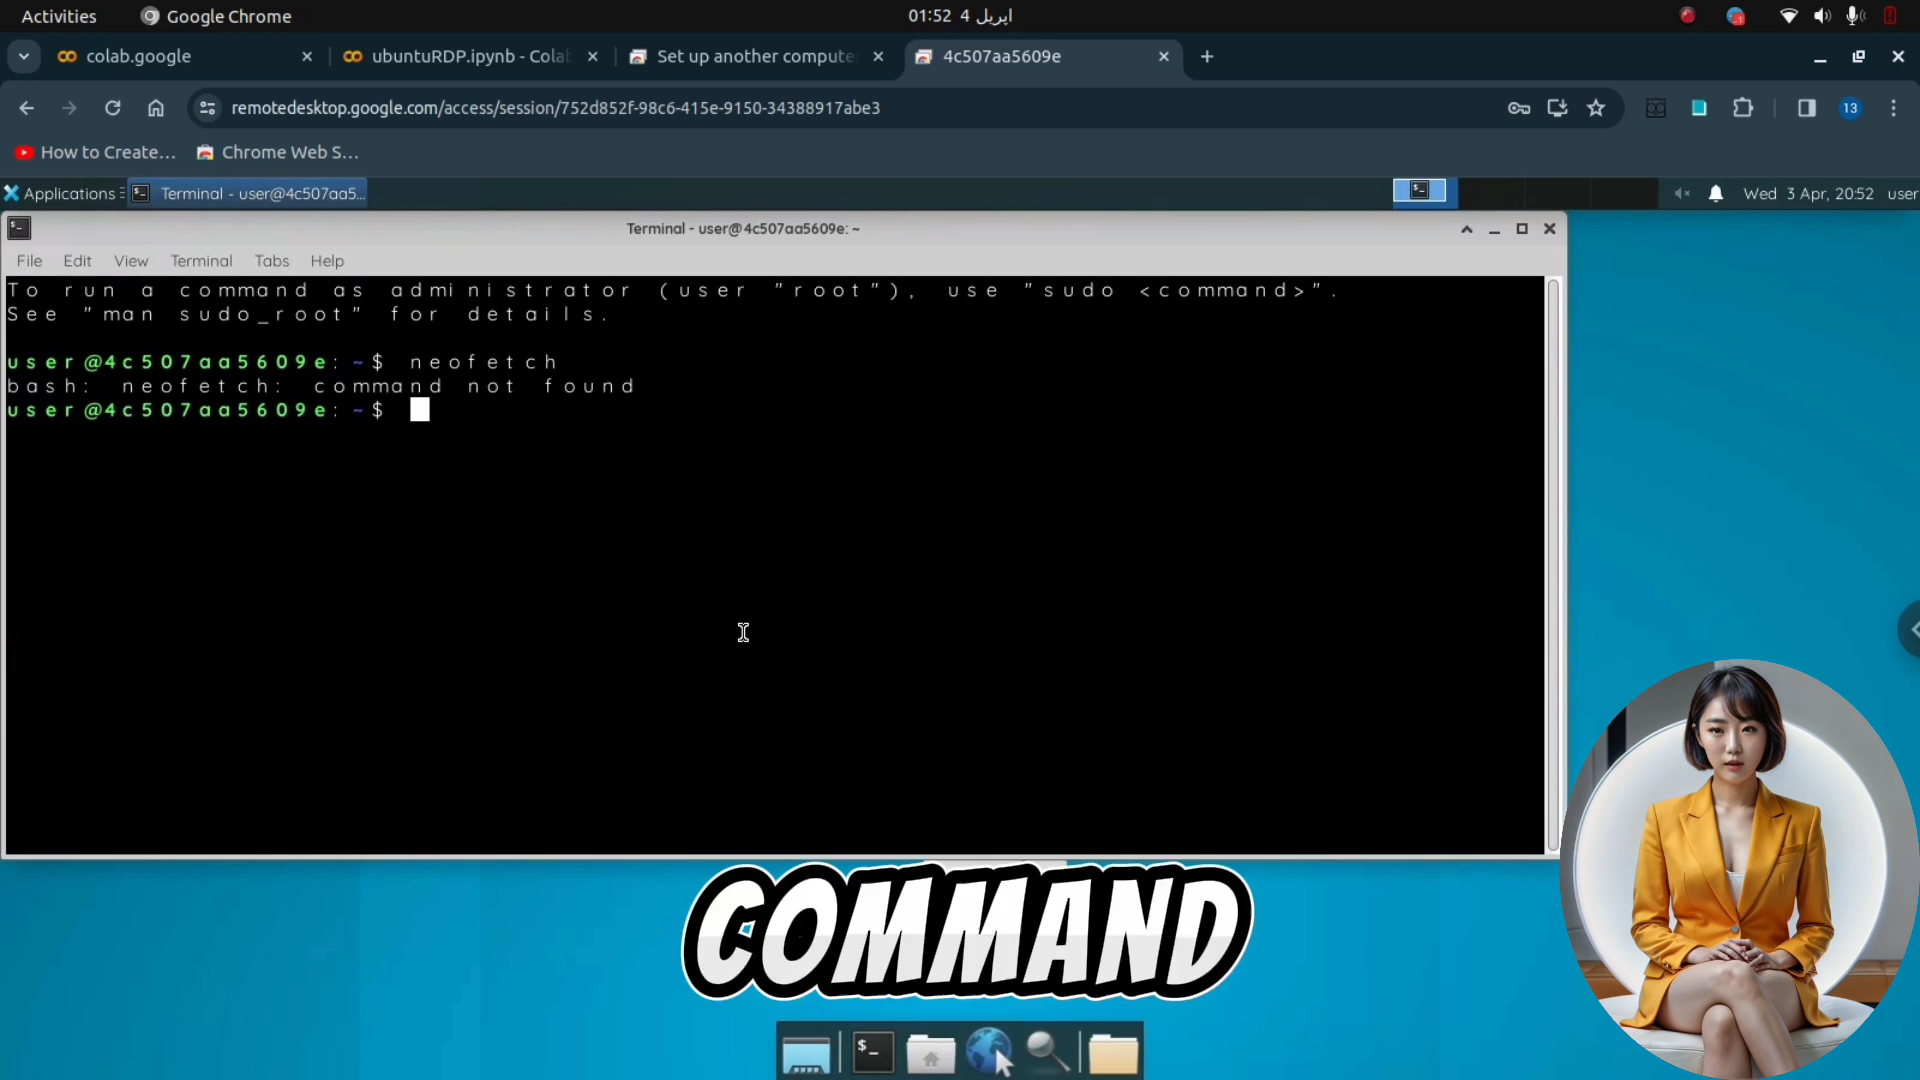 Activities
Google Chrome
01:52 4 اپریل
colab.google
ubuntuRDP.ipynb - Colab
Set up another compute
4c507aa5609e
remotedesktop.google.com/access/session/752d852f-98c6-415e-9150-34388917abe3
13
How to Create...
Chrome Web S...
Applications
Terminal - user@4c507aa5...
Wed 3 Apr, 20:52 user
Terminal - user@4c507aa5609e: ~
File Edit View Terminal Tabs Help
To run a command as administrator (user "root"), use "sudo <command>".
See "man sudo_root" for details.
user@4c507aa5609e:~$ neofetch
bash: neofetch: command not found
user@4c507aa5609e:~$
COMMAND